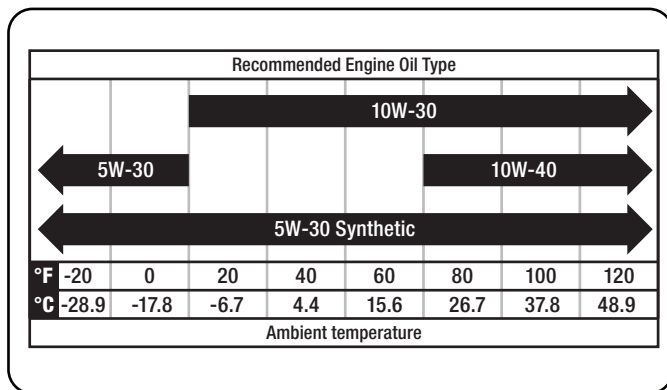 Recommended Engine Oil Type
10W-30
5W-30
10W-40
5W-30 Synthetic
°F -20 0 20 40 60 80 100 120
°C -28.9 -17.8 -6.7 4.4 15.6 26.7 37.8 48.9
Ambient temperature